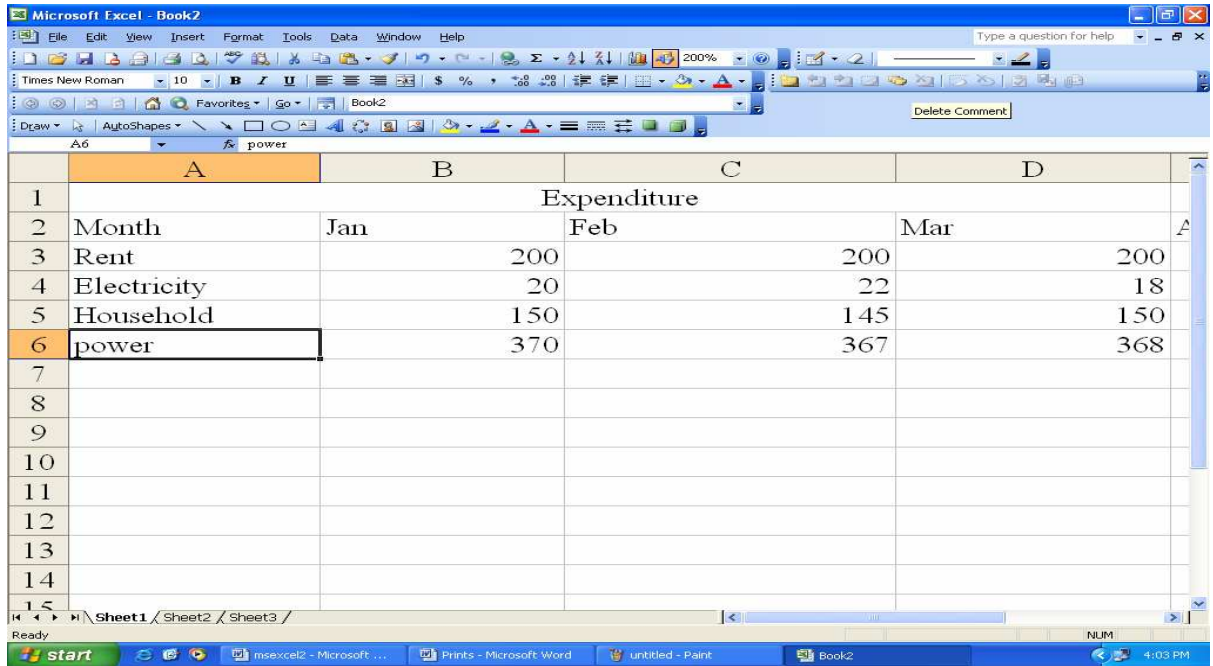 Microsoft Excel - Book2
File Edit View Insert Format Tools Data Window Help Type a question for help
200%
Times New Roman 10 B I U $ % ,
Favorites Go Book2
Delete Comment
Draw AutoShapes
A6 fx power
A B C D
1 Expenditure
2 Month Jan Feb Mar A
3 Rent 200 200 200
4 Electricity 20 22 18
5 Household 150 145 150
6 power 370 367 368
7
8
9
10
11
12
13
14
15
Sheet1 / Sheet2 / Sheet3 /
Ready NUM
start msexcel2 - Microsoft ... Prints - Microsoft Word untitled - Paint Book2 4:03 PM